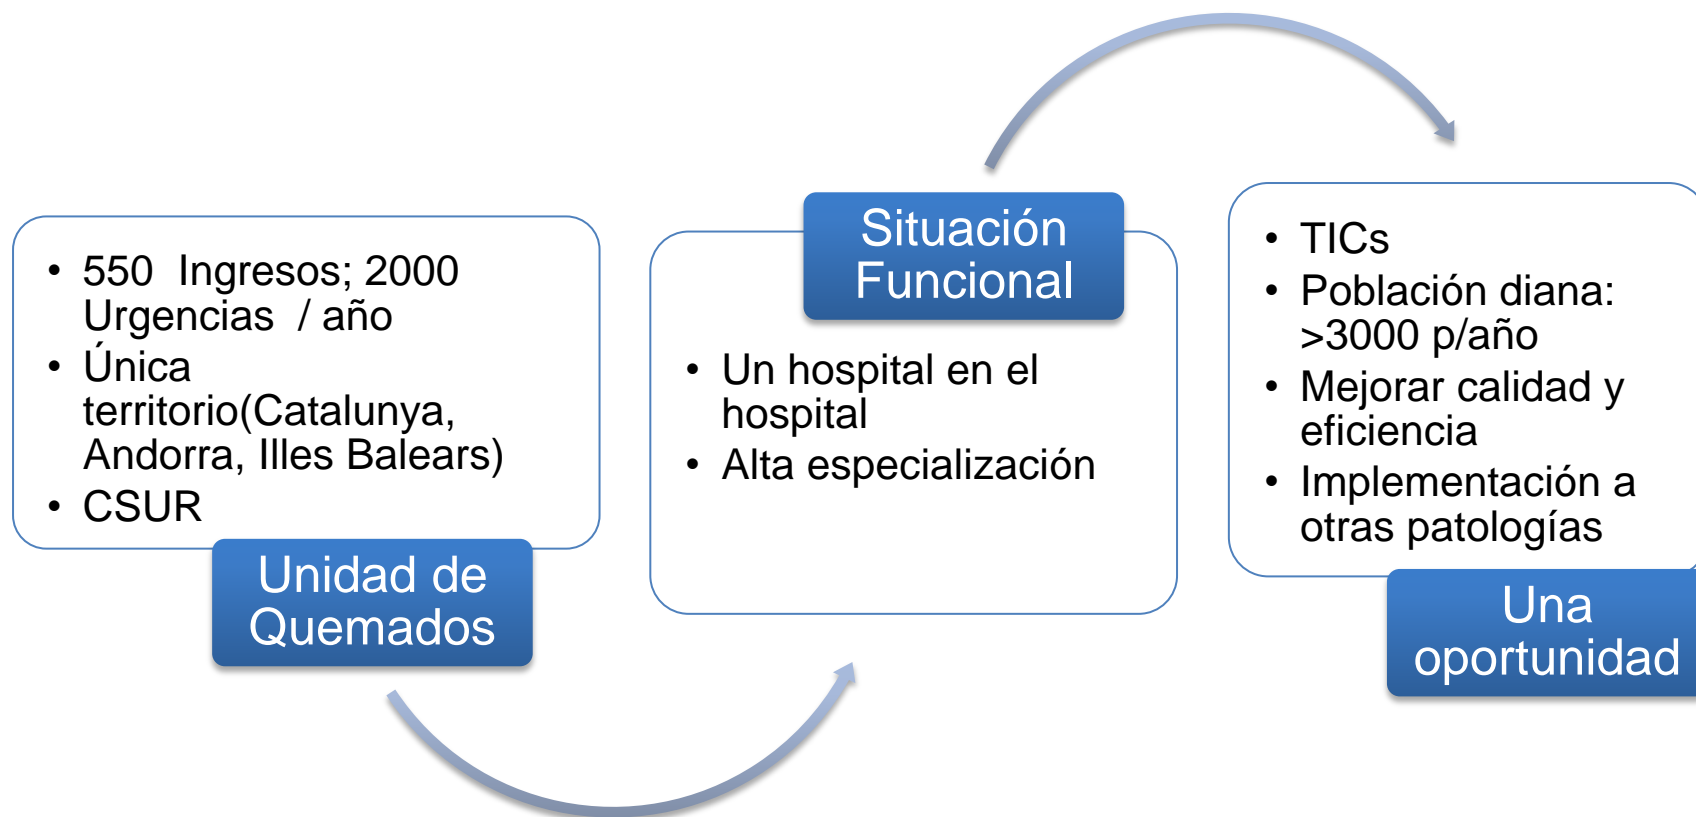 • 550 Ingresos; 2000
Urgencias / año
• Única
territorio(Catalunya,
Andorra, Illes Balears)
• CSUR
Unidad de
Quemados
Situación
Funcional
• Un hospital en el
hospital
• Alta especialización
• TICs
• Población diana:
>3000 p/año
• Mejorar calidad y
eficiencia
• Implementación a
otras patologías
Una
oportunidad